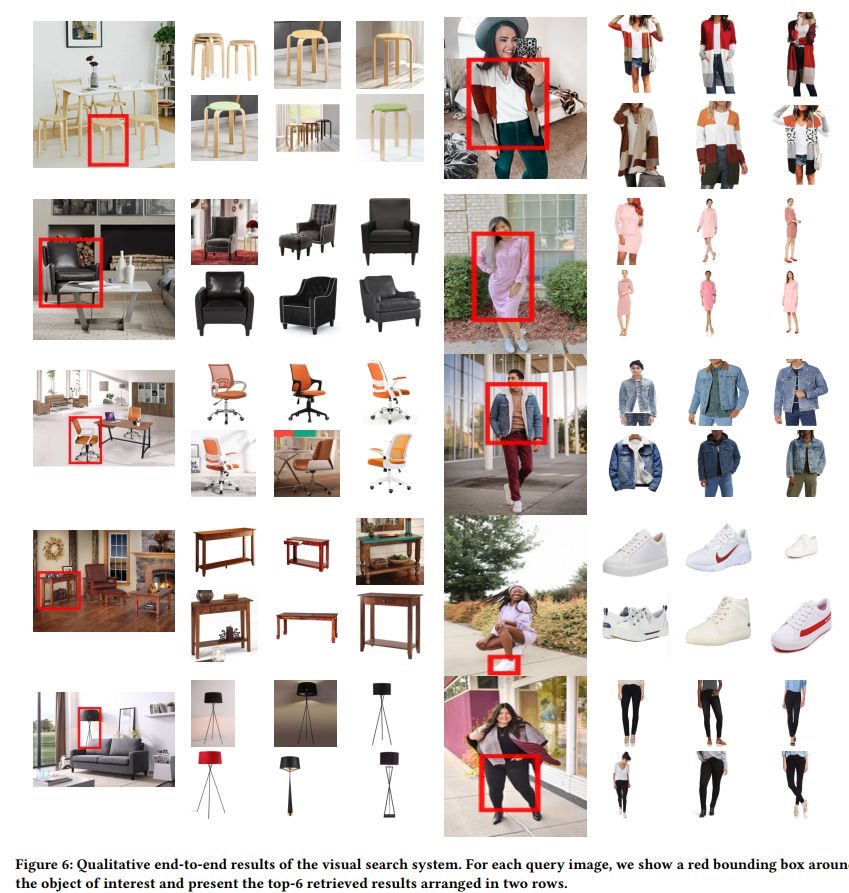 Figure 6: Qualitative end-to-end results of the visual search system. For each query image, we show a red bounding box aroun
the object of interest and present the top-6 retrieved results arranged in two rows.